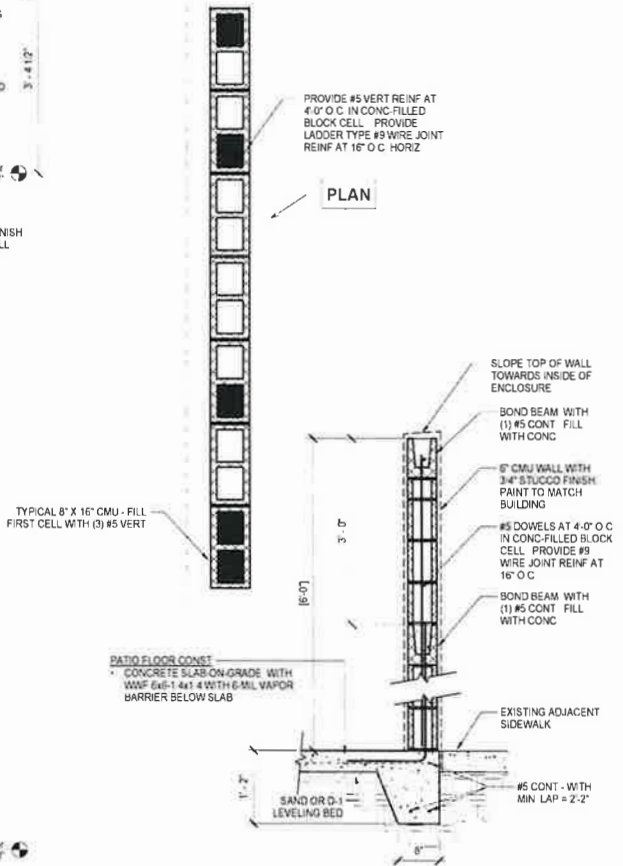 3'-4 1/2"
NISH
LL
PROVIDE #5 VERT REINF AT
4'-0" O C IN CONC-FILLED
BLOCK CELL PROVIDE
LADDER TYPE #9 WIRE JOINT
REINF AT 16" O C HORIZ
PLAN
TYPICAL 8" X 16" CMU - FILL
FIRST CELL WITH (3) #5 VERT
SLOPE TOP OF WALL
TOWARDS INSIDE OF
ENCLOSURE
BOND BEAM WITH
(1) #5 CONT FILL
WITH CONC
6" CMU WALL WITH
3/4" STUCCO FINISH
PAINT TO MATCH
BUILDING
#5 DOWELS AT 4'-0" O C
IN CONC-FILLED BLOCK
CELL PROVIDE #9
WIRE JOINT REINF AT
16" O C
BOND BEAM WITH
(1) #5 CONT FILL
WITH CONC
3'-0"
[6'-0"]
PATIO FLOOR CONST
• CONCRETE SLAB-ON-GRADE WITH
WWF 6x6-1.4x1.4 WITH 6-MIL VAPOR
BARRIER BELOW SLAB
EXISTING ADJACENT
SIDEWALK
1'-2"
SAND OR D-1
LEVELING BED
#5 CONT - WITH
MIN LAP = 2'-2"
8"